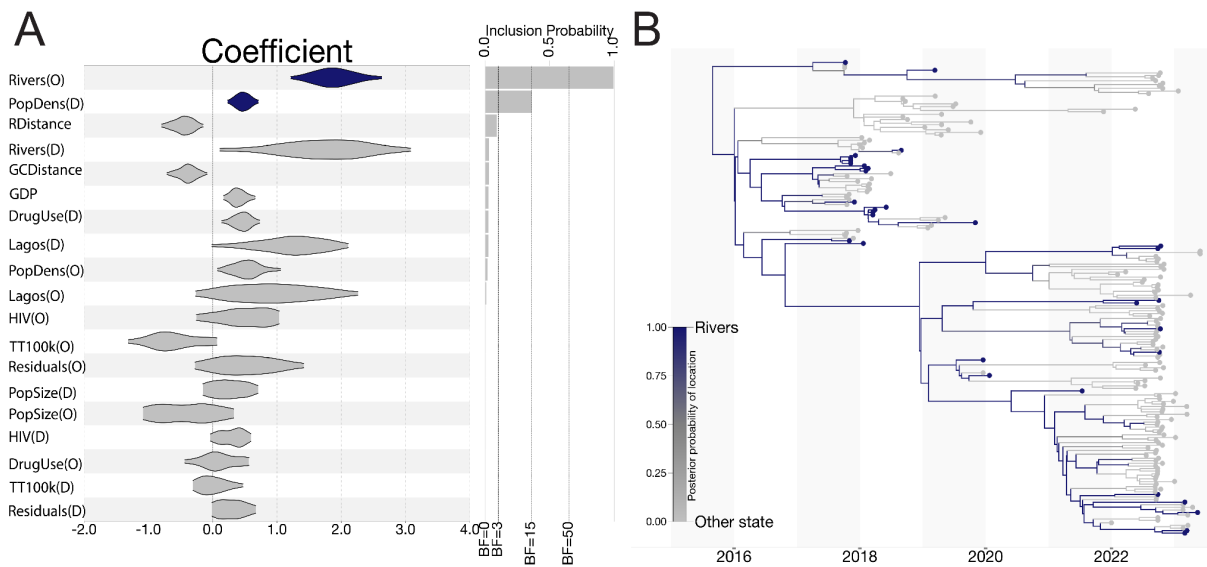 A
Coefficient
Inclusion Probability
0.0
0.5
1.0
B
Rivers(O)
PopDens(D)
RDistance
Rivers(D)
GCDistance
GDP
DrugUse(D)
Lagos(D)
PopDens(O)
Lagos(O)
HIV(O)
TT100k(O)
Residuals(O)
PopSize(D)
PopSize(O)
HIV(D)
DrugUse(O)
TT100k(D)
Residuals(D)
-2.0
-1.0
0.0
1.0
2.0
3.0
4.0
BF=0
BF=3
BF=15
BF=50
1.00
0.75
0.50
0.25
0.00
Rivers
Posterior probability of location
Other state
2016
2018
2020
2022